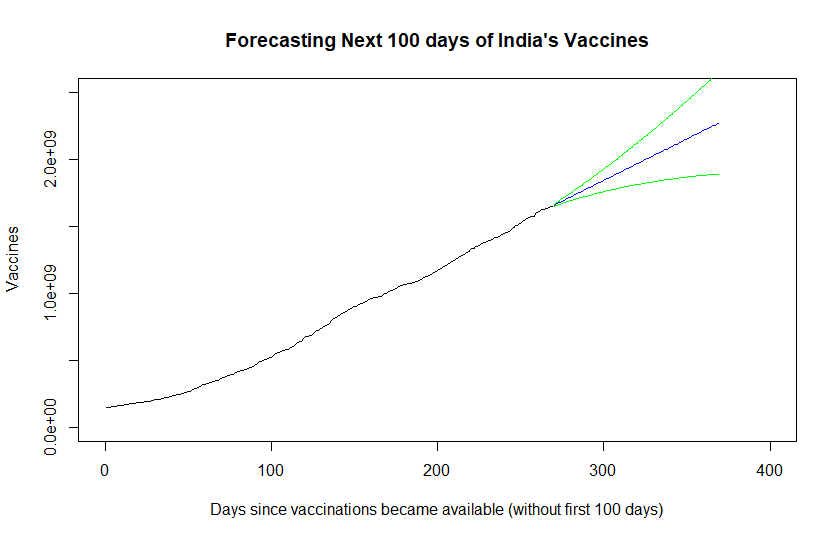 Forecasting Next 100 days of India's Vaccines
Vaccines
2.0e+09
1.0e+09
0.0e+00
0 100 200 300 400
Days since vaccinations became available (without first 100 days)